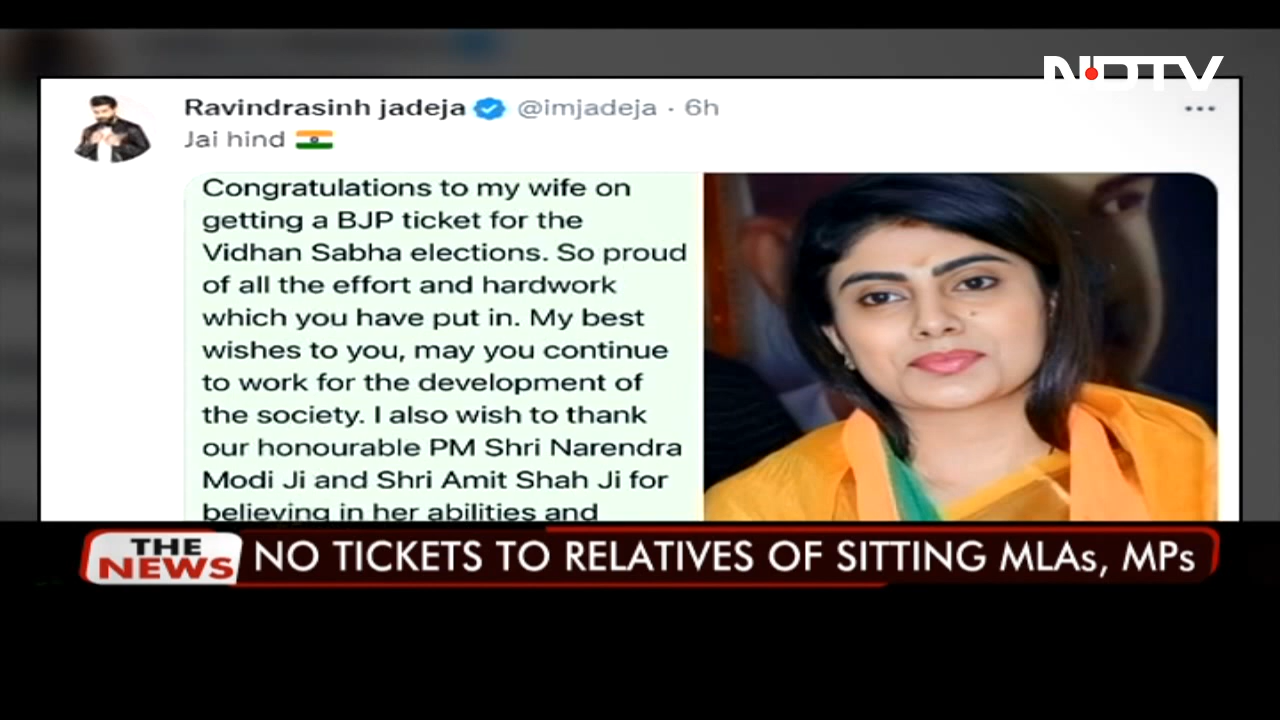 NDTV
Ravindrasinh jadeja @imjadeja · 6h
Jai hind
Congratulations to my wife on
getting a BJP ticket for the
Vidhan Sabha elections. So proud
of all the effort and hardwork
which you have put in. My best
wishes to you, may you continue
to work for the development of
the society. I also wish to thank
our honourable PM Shri Narendra
Modi Ji and Shri Amit Shah Ji for
believing in her abilities and
THE
NEWS
NO TICKETS TO RELATIVES OF SITTING MLAs, MPs